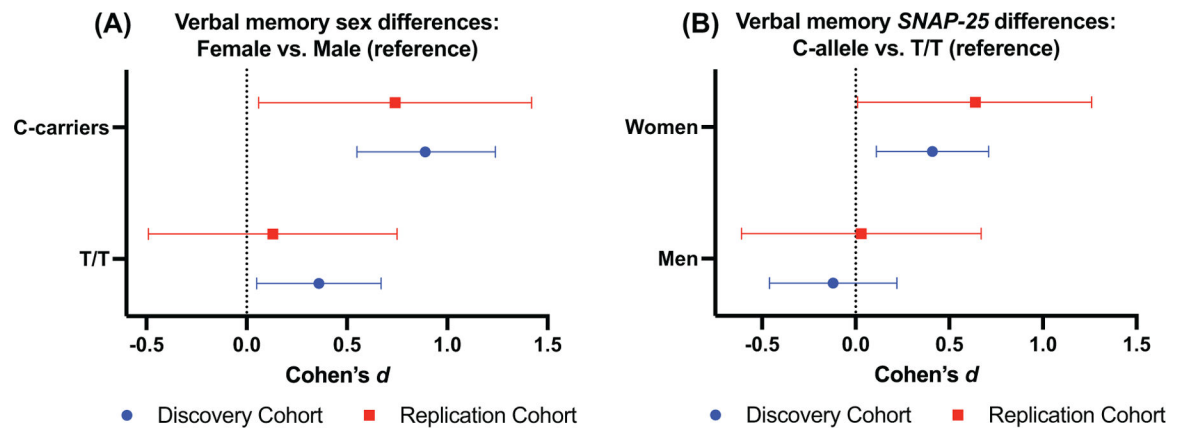 (A) Verbal memory sex differences:
Female vs. Male (reference)
C-carriers
T/T
-0.5 0.0 0.5 1.0 1.5
Cohen's d
Discovery Cohort Replication Cohort
(B) Verbal memory SNAP-25 differences:
C-allele vs. T/T (reference)
Women
Men
-0.5 0.0 0.5 1.0 1.5
Cohen's d
Discovery Cohort Replication Cohort